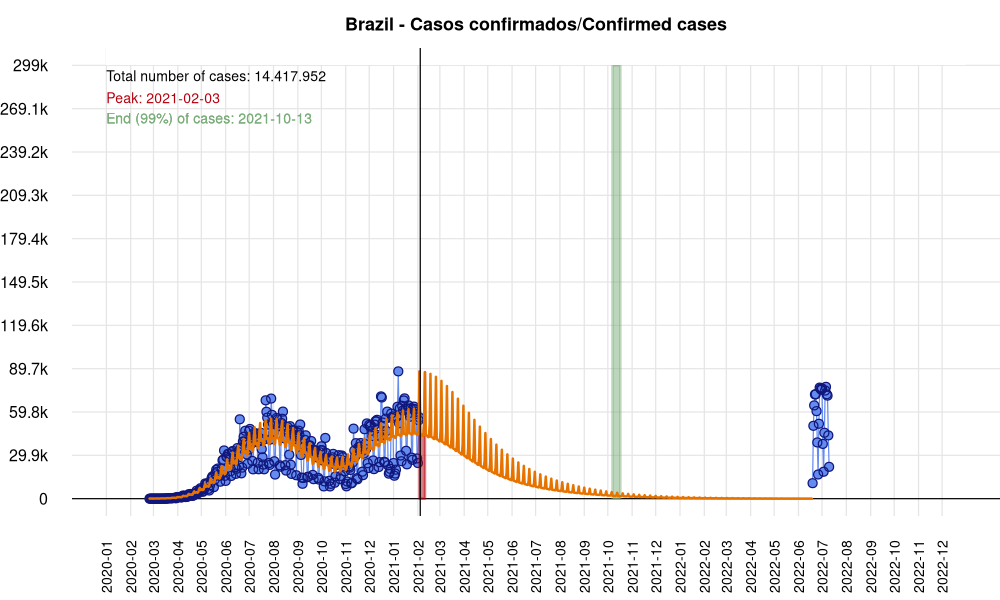 Brazil - Casos confirmados/Confirmed cases
299k
Total number of cases: 14.417.952
Peak: 2021-02-03
269.1k
End (99%) of cases: 2021-10-13
239.2k
209.3k
179.4k
149.5k
119.6k
89.7k
59.8k
29.9k
0
2020-01
2020-02
2020-03
2020-04
2020-05
2020-06
2020-07
2020-08
2020-09
2020-10
2020-11
2020-12
2021-01
2021-02
2021-03
2021-04
2021-05
2021-06
2021-07
2021-08
2021-09
2021-10
2021-11
2021-12
2022-01
2022-02
2022-03
2022-04
2022-05
2022-06
2022-07
2022-08
2022-09
2022-10
2022-11
2022-12